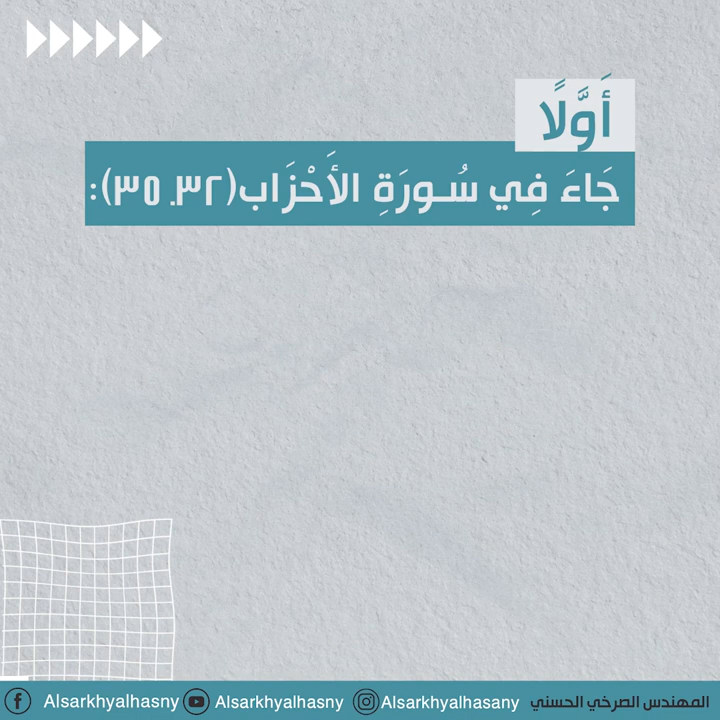 أَوَّلًا
جَاءَ فِي سُورَةِ الأَحْزَاب(٣٢. ٣٥):
Alsarkhyalhasny Alsarkhyalhasny Alsarkhyalhasany المهندس الصرخي الحسني